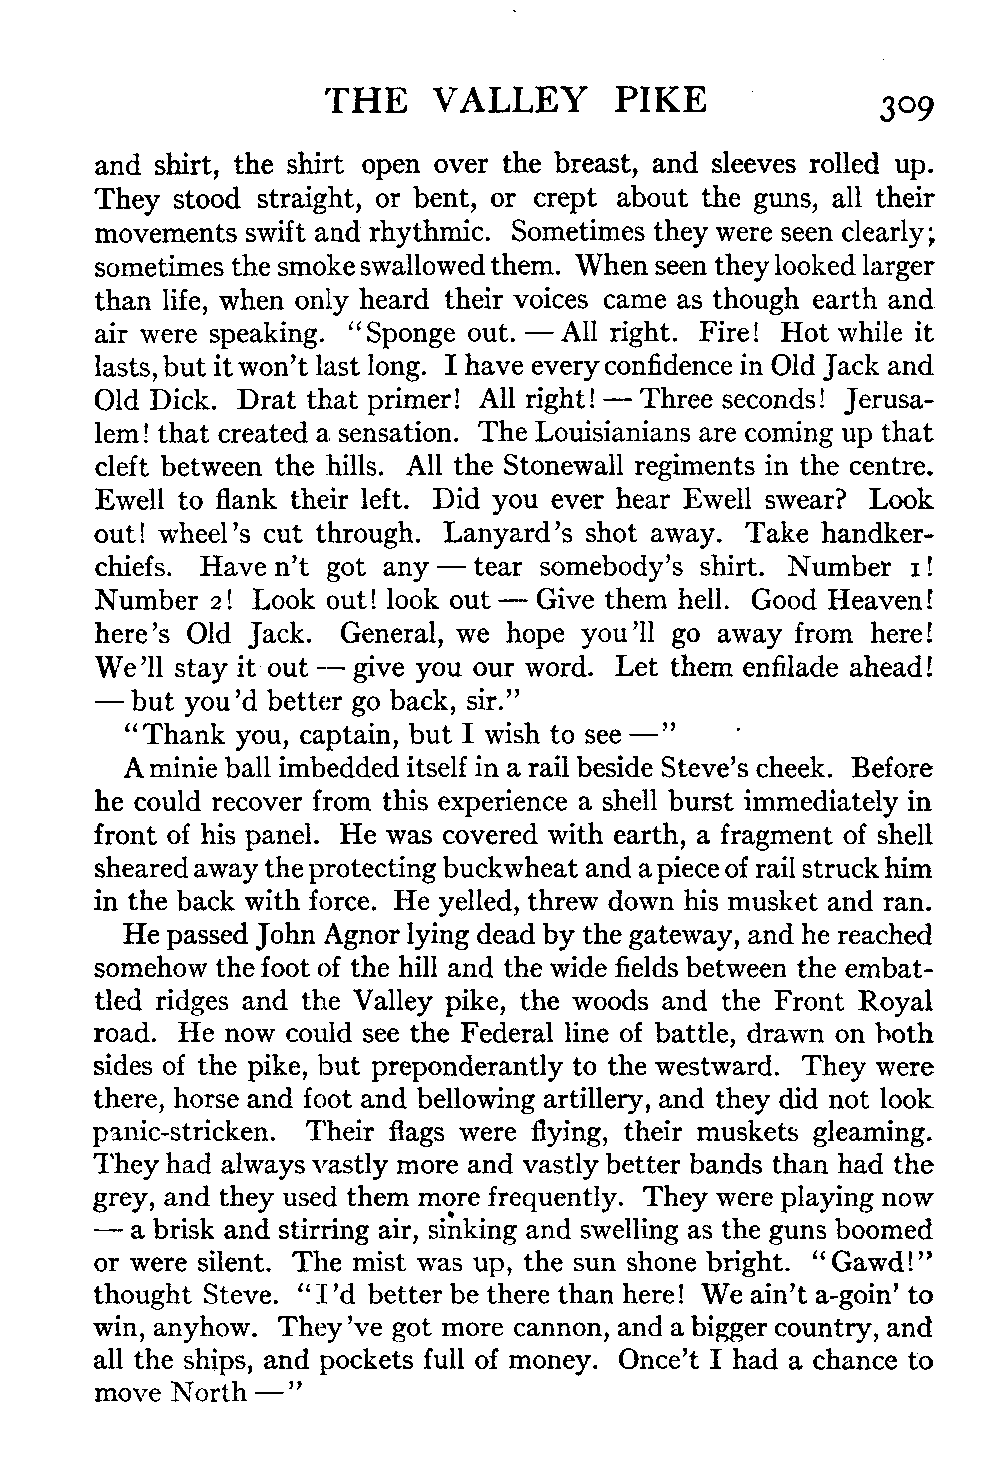 THE VALLEY PIKE 309
and shirt, the shirt open over the breast, and sleeves rolled up.
They stood straight, or bent, or crept about the guns, all their
movements swift and rhythmic. Sometimes they were seen clearly;
sometimes the smoke swallowed them. When seen they looked larger
than life, when only heard their voices came as though earth and
air were speaking. "Sponge out. — All right. Fire! Hot while it
lasts, but it won't last long. I have every confidence in Old Jack and
Old Dick. Drat that primer! All right! — Three seconds! Jerusa-
lem! that created a sensation. The Louisianians are coming up that
cleft between the hills. All the Stonewall regiments in the centre.
Ewell to flank their left. Did you ever hear Ewell swear? Look
out! wheel's cut through. Lanyard's shot away. Take handker-
chiefs. Have n't got any — tear somebody's shirt. Number 1!
Number 2! Look out! look out — Give them hell. Good Heaven!
here's Old Jack. General, we hope you'll go away from here!
We'll stay it out — give you our word. Let them enfilade ahead!
— but you'd better go back, sir."
"Thank you, captain, but I wish to see —"
A minie ball imbedded itself in a rail beside Steve's cheek. Before
he could recover from this experience a shell burst immediately in
front of his panel. He was covered with earth, a fragment of shell
sheared away the protecting buckwheat and a piece of rail struck him
in the back with force. He yelled, threw down his musket and ran.
He passed John Agnor lying dead by the gateway, and he reached
somehow the foot of the hill and the wide fields between the embat-
tled ridges and the Valley pike, the woods and the Front Royal
road. He now could see the Federal line of battle, drawn on both
sides of the pike, but preponderantly to the westward. They were
there, horse and foot and bellowing artillery, and they did not look
panic-stricken. Their flags were flying, their muskets gleaming.
They had always vastly more and vastly better bands than had the
grey, and they used them more frequently. They were playing now
— a brisk and stirring air, sinking and swelling as the guns boomed
or were silent. The mist was up, the sun shone bright. "Gawd!"
thought Steve. "I'd better be there than here! We ain't a-goin' to
win, anyhow. They've got more cannon, and a bigger country, and
all the ships, and pockets full of money. Once't I had a chance to
move North —"